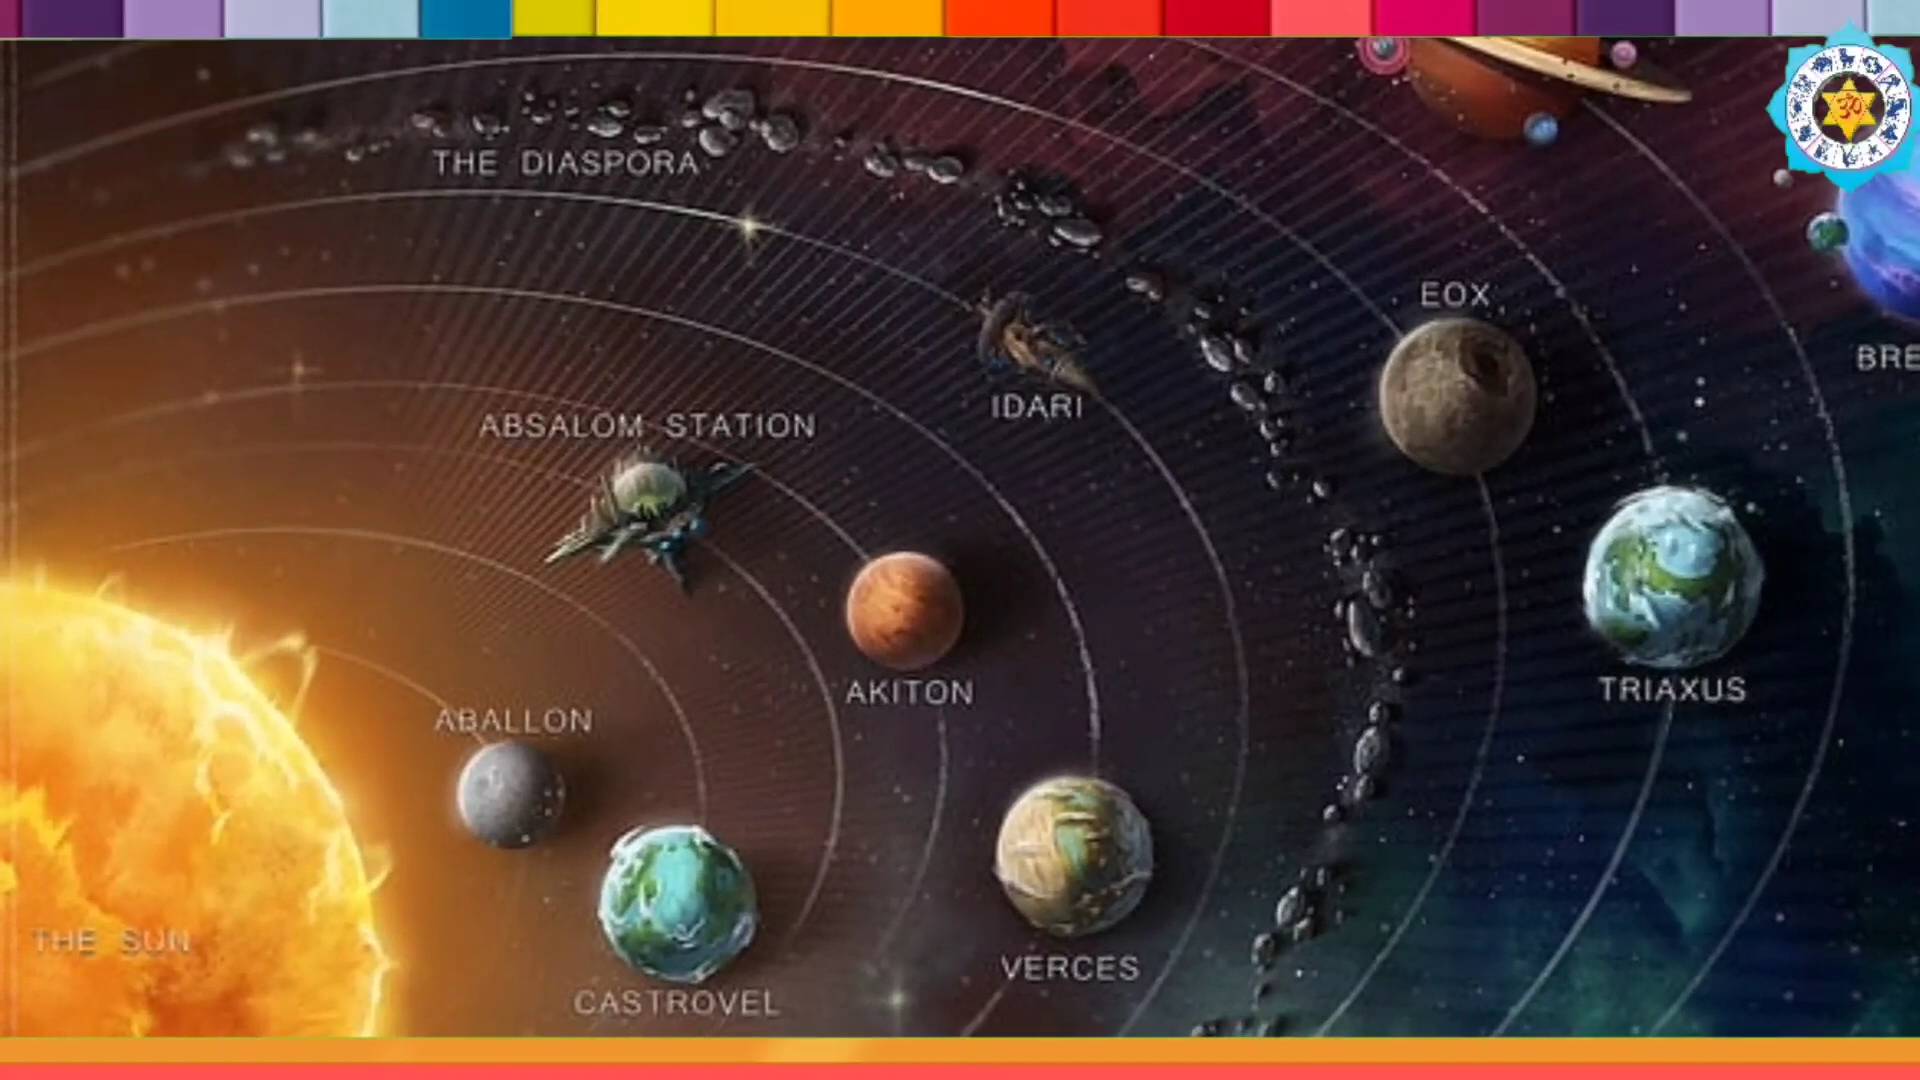 THE DIASPORA
EOX
BRE
IDARI
ABSALOM STATION
TRIAXUS
AKITON
ABALLON
THE SUN
VERCES
CASTROVEL
ॐ